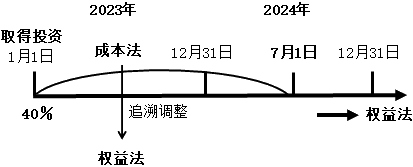 2023年
2024年
取得投资
1月1日
成本法
12月31日
7月1日
12月31日
40%
追溯调整
权益法
权益法